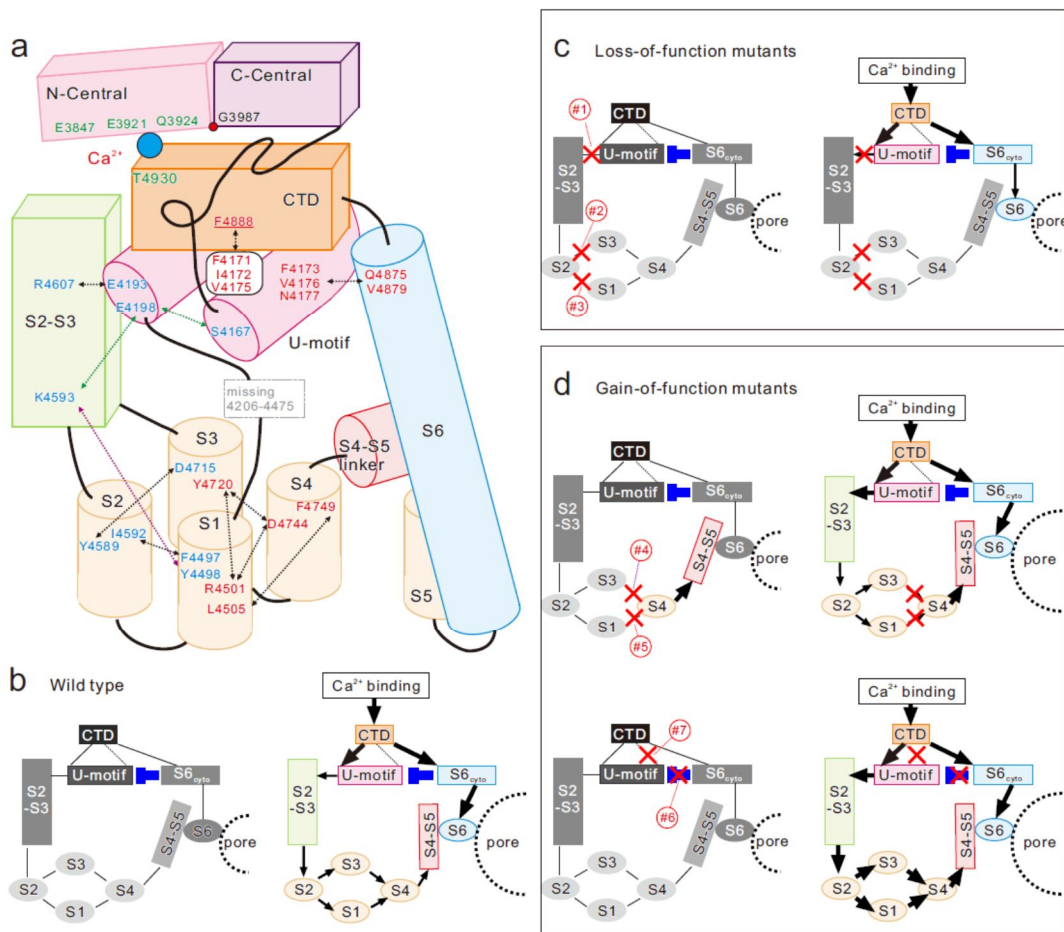 a
N-Central
C-Central
E3847 E3921 Q3924
G3987
Ca²⁺
T4930
CTD
F4888
F4171
I4172
V4175
F4173
V4176
N4177
Q4875
V4879
R4607
E4193
E4198
S4167
S2-S3
U-motif
K4593
missing
4206-4475
S3
S4-S5
linker
S6
D4715
Y4720
S4
S2
S1
F4749
D4744
I4592
Y4589
F4497
Y4498
R4501
L4505
S5
b Wild type
Ca²⁺ binding
CTD
U-motif
S6cyto
S2
-S3
S4-S5
S6
pore
S3
S2
S4
S1
CTD
U-motif
S6cyto
S2
-S3
S4-S5
S6
pore
S3
S2
S4
S1
c Loss-of-function mutants
#1
CTD
U-motif
S6cyto
S2
-S3
#2
S4-S5
S6
pore
S3
S2
S4
S1
#3
Ca²⁺ binding
CTD
U-motif
S6cyto
S2
-S3
S4-S5
S6
pore
S3
S2
S4
S1
d Gain-of-function mutants
CTD
U-motif
S6cyto
S2
-S3
#4
S4-S5
S6
pore
S3
S2
S4
S1
#5
Ca²⁺ binding
CTD
U-motif
S6cyto
S2
-S3
S4-S5
S6
pore
S3
S2
S4
S1
CTD
#7
U-motif
S6cyto
#6
S2
-S3
S4-S5
S6
pore
S3
S2
S4
S1
Ca²⁺ binding
CTD
U-motif
S6cyto
S2
-S3
S4-S5
S6
pore
S3
S2
S4
S1